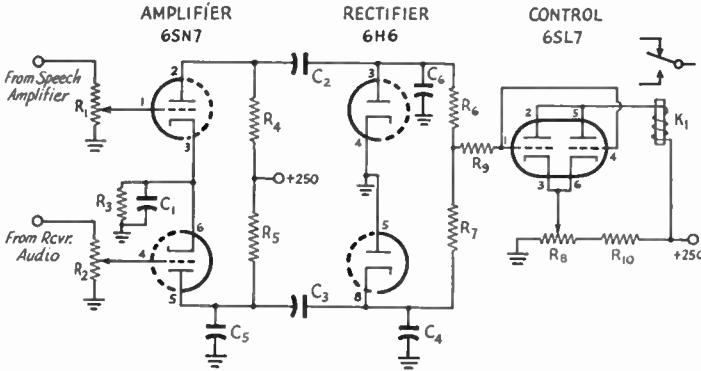 AMPLIFIER
6SN7
RECTIFIER
6H6
CONTROL
6SL7
From Speech
Amplifier
R1
1
2
3
C2
R4
3
4
C6
R6
R9
1
2
5
4
3
6
K1
R3
C1
+250
From Rcvr.
Audio
R2
4
6
5
R5
5
8
R7
R8
R10
+250
C3
C5
C4